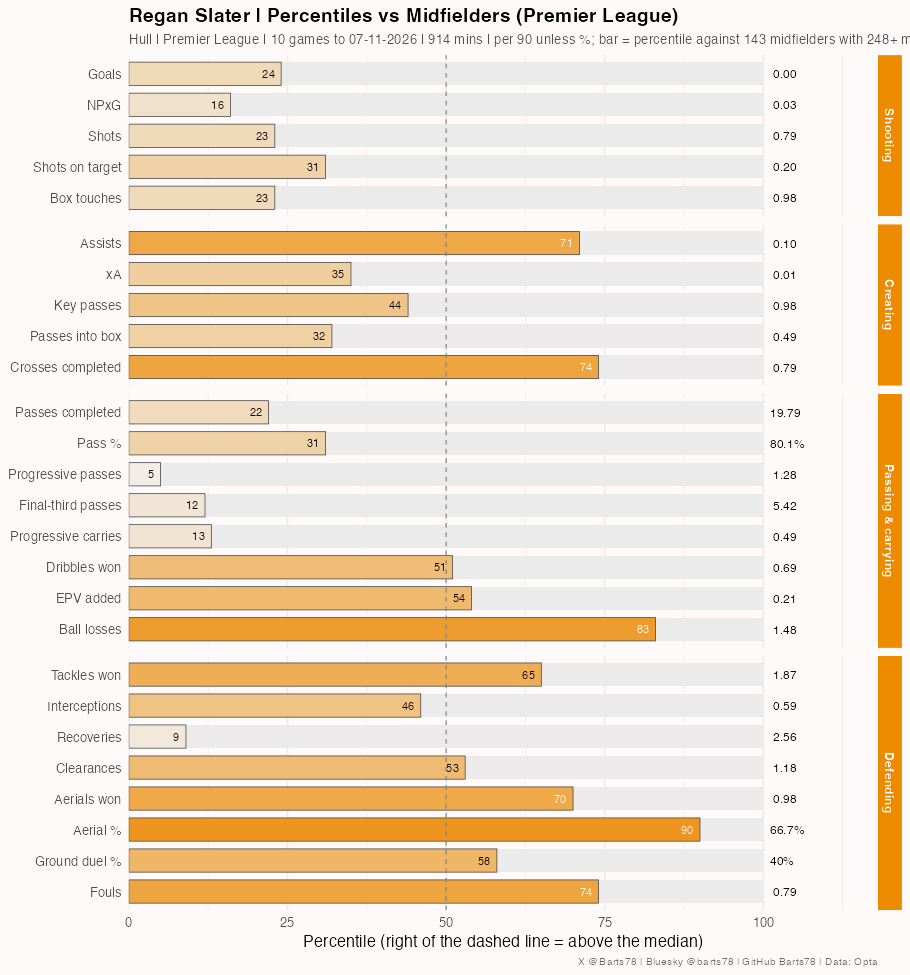 Regan Slater | Percentiles vs Midfielders (Premier League)
Hull | Premier League | 10 games to 07-11-2026 | 914 mins | per 90 unless %; bar = percentile against 143 midfielders with 248+ m
Shooting
Goals 24 0.00
NPxG 16 0.03
Shots 23 0.79
Shots on target 31 0.20
Box touches 23 0.98
Creating
Assists 71 0.10
xA 35 0.01
Key passes 44 0.98
Passes into box 32 0.49
Crosses completed 74 0.79
Passing & carrying
Passes completed 22 19.79
Pass % 31 80.1%
Progressive passes 5 1.28
Final-third passes 12 5.42
Progressive carries 13 0.49
Dribbles won 51 0.69
EPV added 54 0.21
Ball losses 83 1.48
Defending
Tackles won 65 1.87
Interceptions 46 0.59
Recoveries 9 2.56
Clearances 53 1.18
Aerials won 70 0.98
Aerial % 90 66.7%
Ground duel % 58 40%
Fouls 74 0.79
0 25 50 75 100
Percentile (right of the dashed line = above the median)
X @Barts78 | Bluesky @barts78 | GitHub Barts78 | Data: Opta